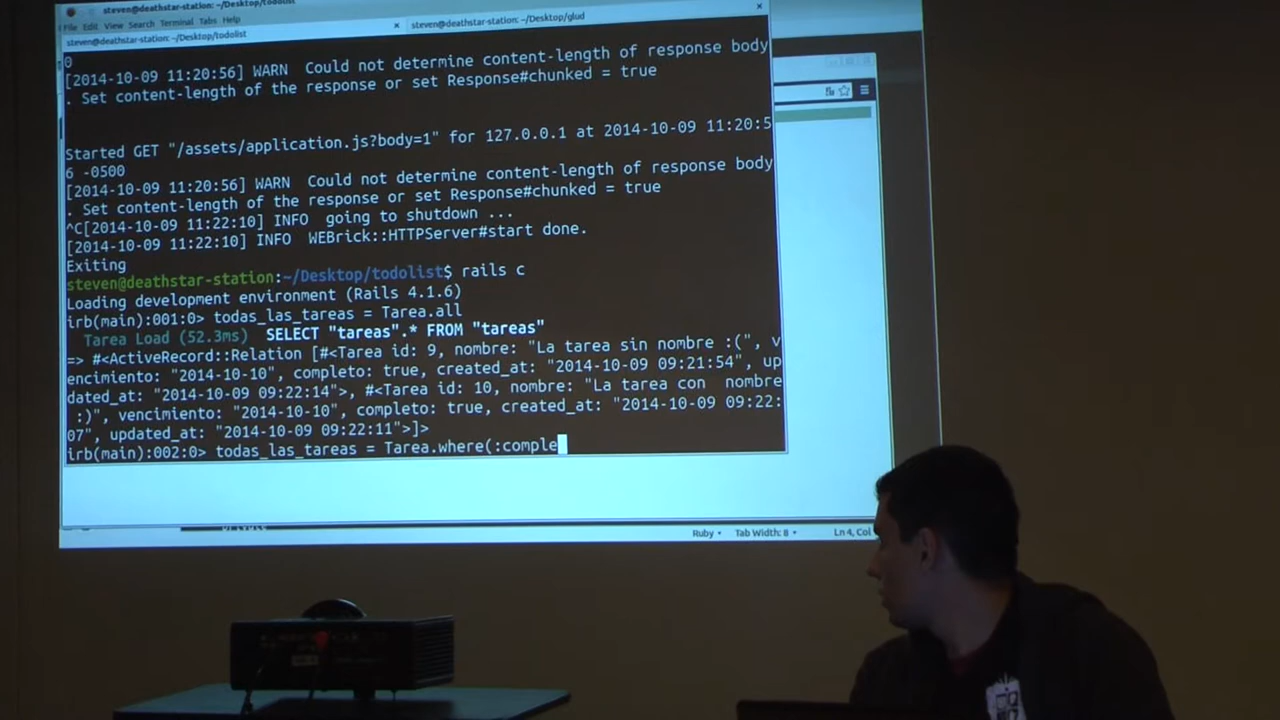 steven@deathstar-station: ~/Desktop/todolist
File Edit View Search Terminal Tabs Help
steven@deathstar-station: ~/Desktop/todolist
steven@deathstar-station: ~/Desktop/glud
0
[2014-10-09 11:20:56] WARN  Could not determine content-length of response body
. Set content-length of the response or set Response#chunked = true
Started GET "/assets/application.js?body=1" for 127.0.0.1 at 2014-10-09 11:20:5
6 -0500
[2014-10-09 11:20:56] WARN  Could not determine content-length of response body
. Set content-length of the response or set Response#chunked = true
^C[2014-10-09 11:22:10] INFO  going to shutdown ...
[2014-10-09 11:22:10] INFO  WEBrick::HTTPServer#start done.
Exiting
steven@deathstar-station:~/Desktop/todolist$ rails c
Loading development environment (Rails 4.1.6)
irb(main):001:0> todas_las_tareas = Tarea.all
Tarea Load (52.3ms)  SELECT "tareas".* FROM "tareas"
=> #<ActiveRecord::Relation [#<Tarea id: 9, nombre: "La tarea sin nombre :(", v
encimiento: "2014-10-10", completo: true, created_at: "2014-10-09 09:21:54", up
dated_at: "2014-10-09 09:22:14">, #<Tarea id: 10, nombre: "La tarea con  nombre
:)", vencimiento: "2014-10-10", completo: true, created_at: "2014-10-09 09:22:
07", updated_at: "2014-10-09 09:22:11">]>
irb(main):002:0> todas_las_tareas = Tarea.where(:comple
Ruby
Tab Width: 8
Ln 4, Col